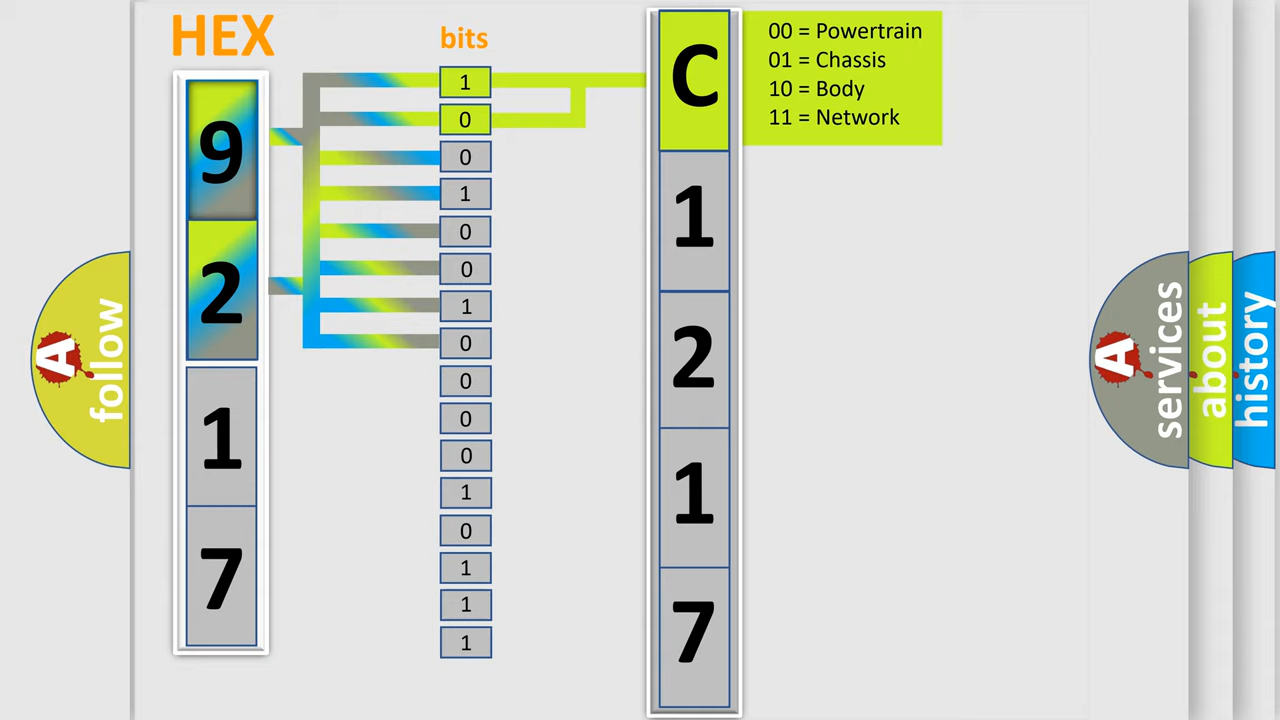 HEX
bits
9
2
1
7
1
0
0
1
0
0
1
0
0
0
0
1
0
1
1
1
C
1
2
1
7
00 = Powertrain
01 = Chassis
10 = Body
11 = Network
A follow
A services
about
history